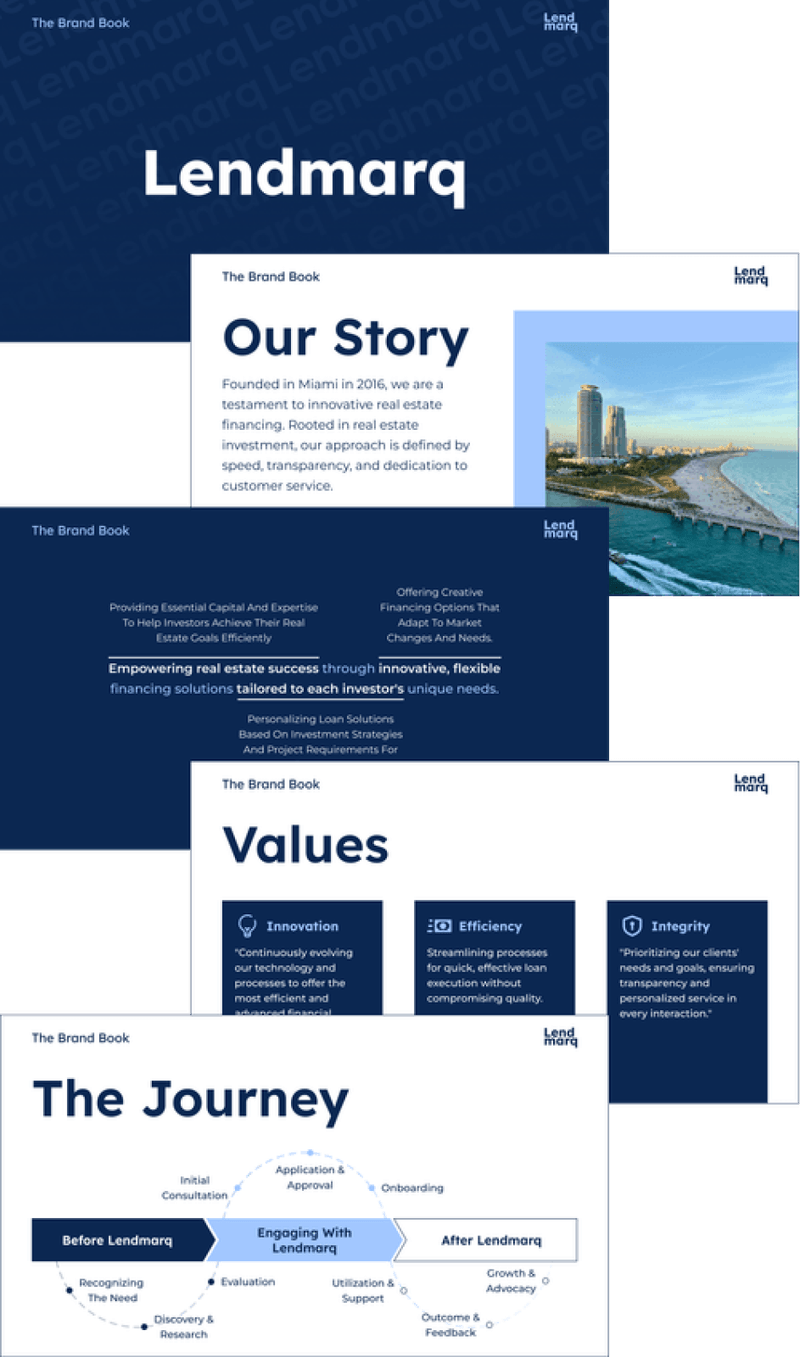 The Brand Book
Lend
marq
Lendmarq
The Brand Book
Lend
marq
Our Story
Founded in Miami in 2016, we are a
testament to innovative real estate
financing. Rooted in real estate
investment, our approach is defined by
speed, transparency, and dedication to
customer service.
The Brand Book
Lend
marq
Providing Essential Capital And Expertise
To Help Investors Achieve Their Real
Estate Goals Efficiently
Offering Creative
Financing Options That
Adapt To Market
Changes And Needs.
Empowering real estate success through innovative, flexible
financing solutions tailored to each investor's unique needs.
Personalizing Loan Solutions
Based On Investment Strategies
And Project Requirements For
The Brand Book
Lend
marq
Values
Innovation
"Continuously evolving
our technology and
processes to offer the
most efficient and
advanced financial
Efficiency
Streamlining processes
for quick, effective loan
execution without
compromising quality.
Integrity
"Prioritizing our clients'
needs and goals, ensuring
transparency and
personalized service in
every interaction."
The Brand Book
Lend
marq
The Journey
Initial
Consultation
Application &
Approval
Onboarding
Before Lendmarq
Engaging With
Lendmarq
After Lendmarq
Recognizing
The Need
Discovery &
Research
Evaluation
Utilization &
Support
Outcome &
Feedback
Growth &
Advocacy